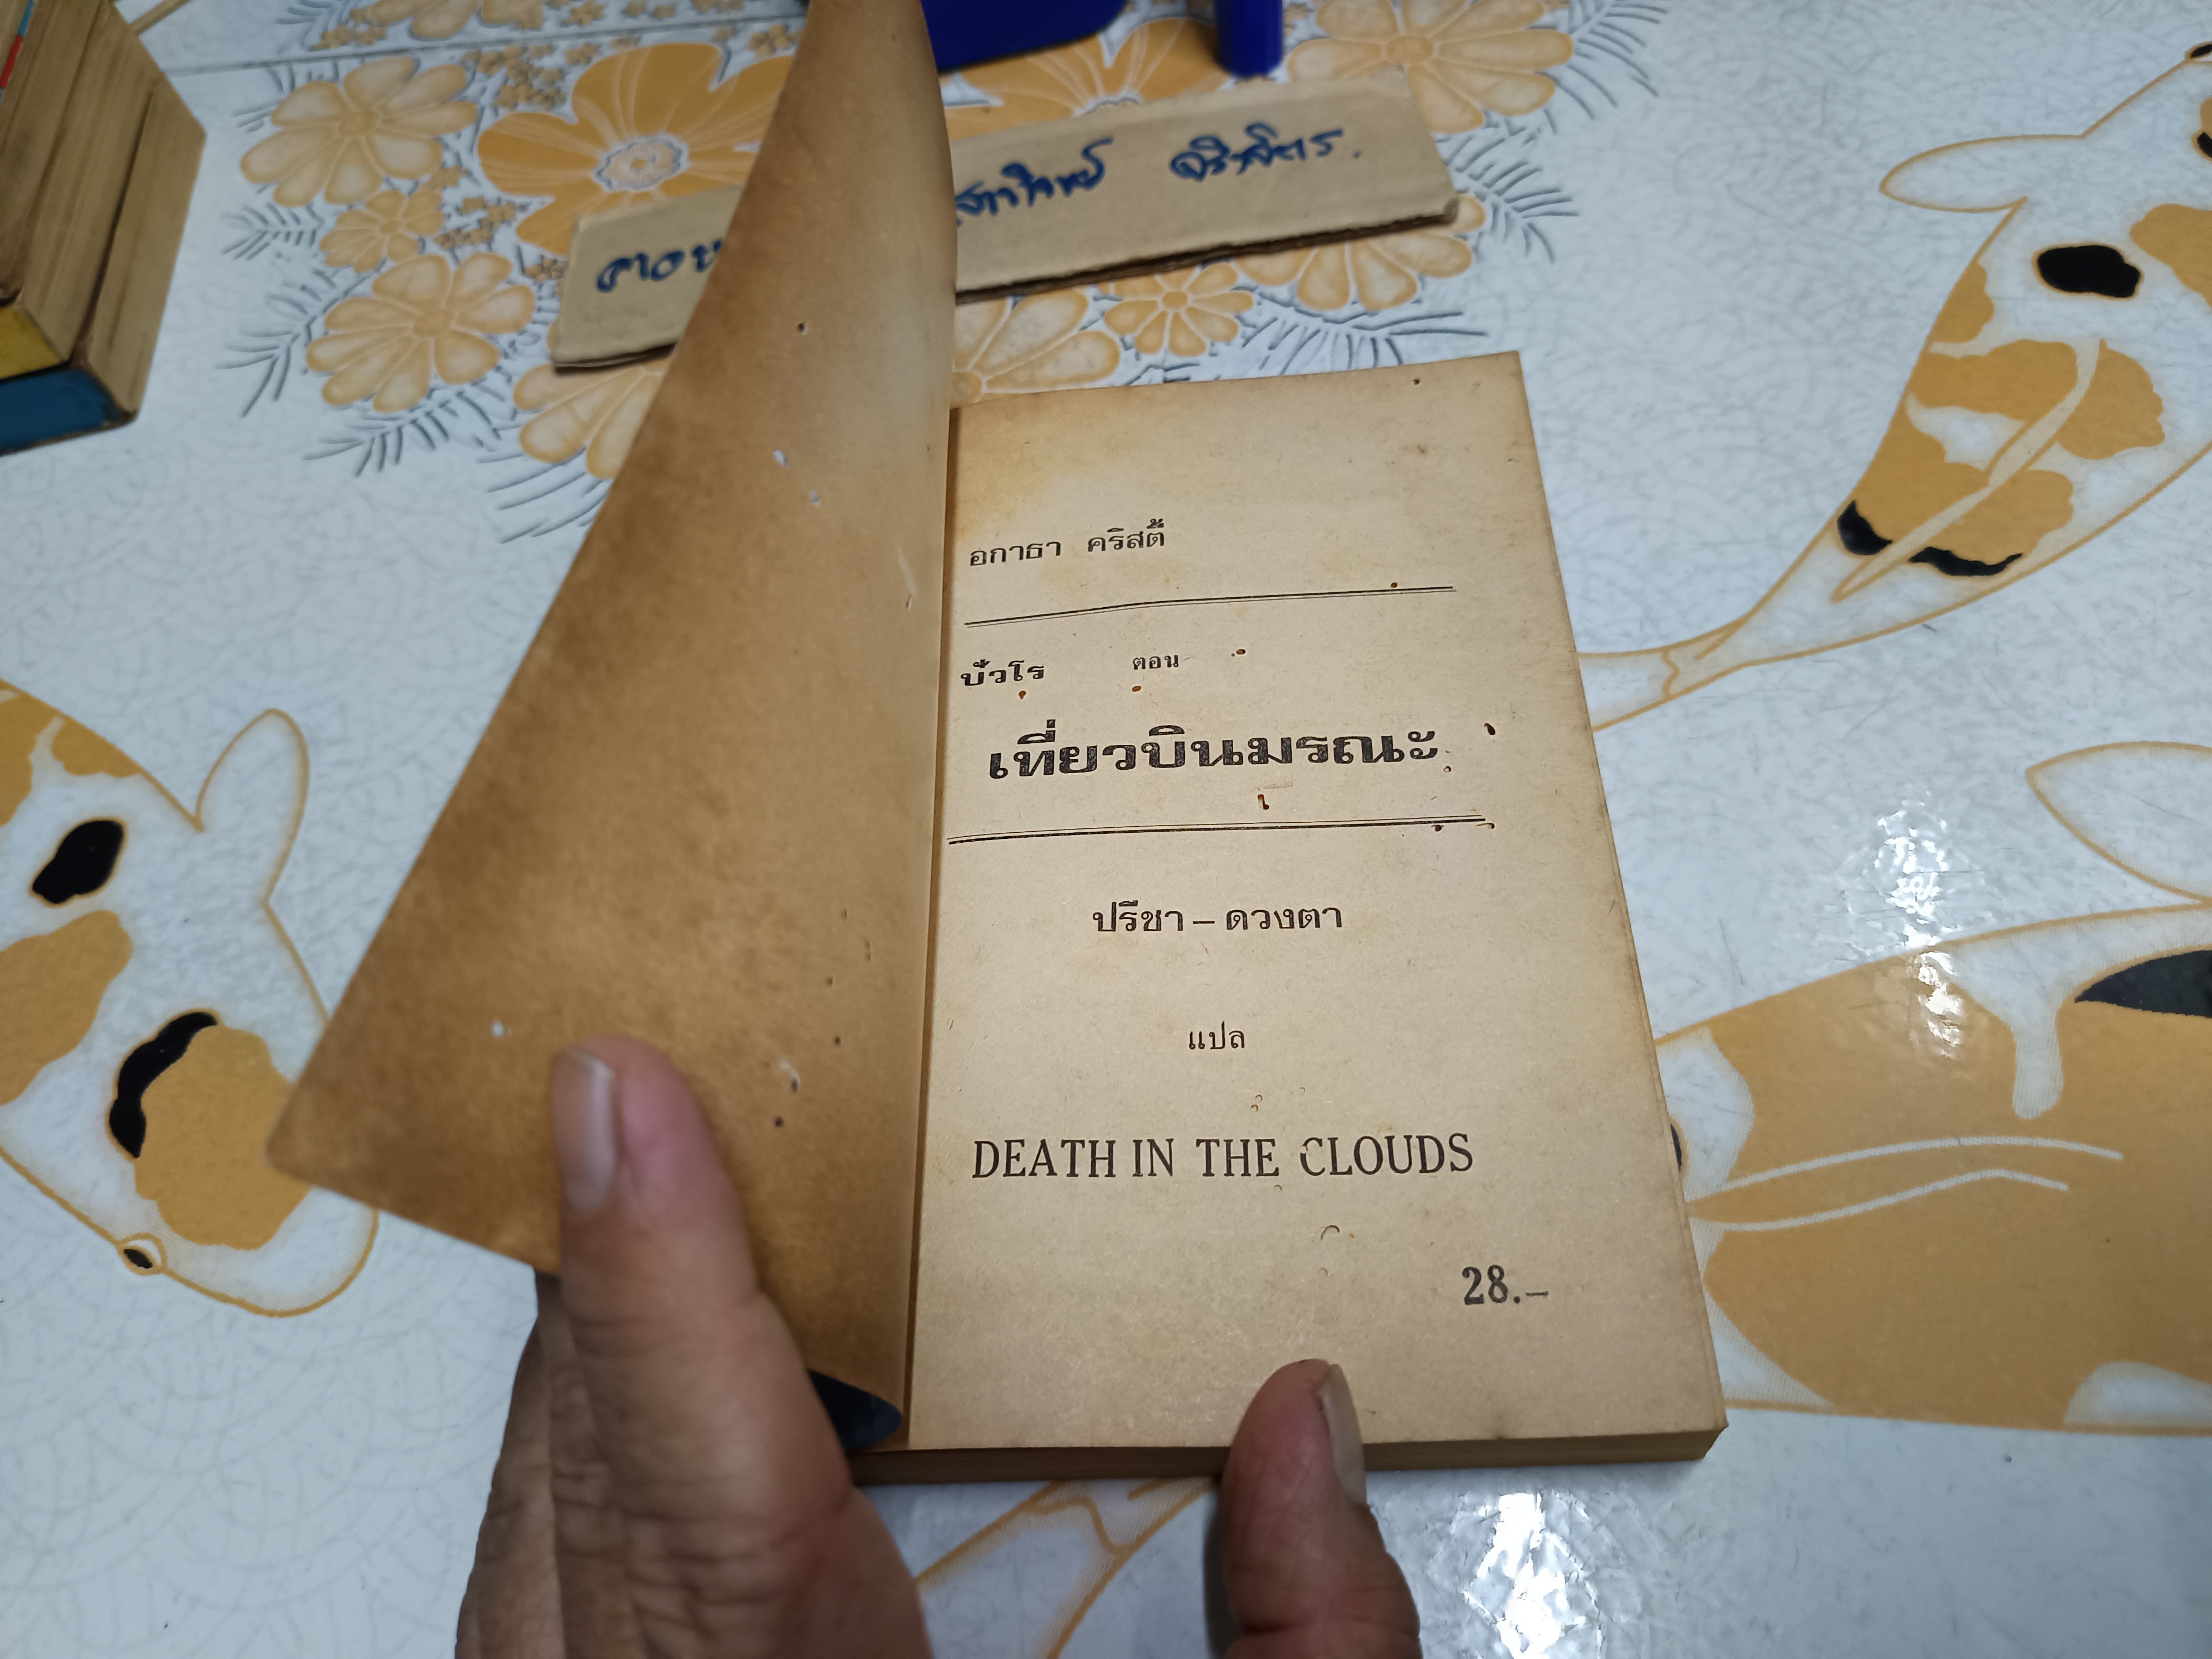 อกาธา คริสตี้
ปัวโร ตอน
เที่ยวบินมรณะ
ปรีชา – ดวงตา
แปล
DEATH IN THE CLOUDS
28.–